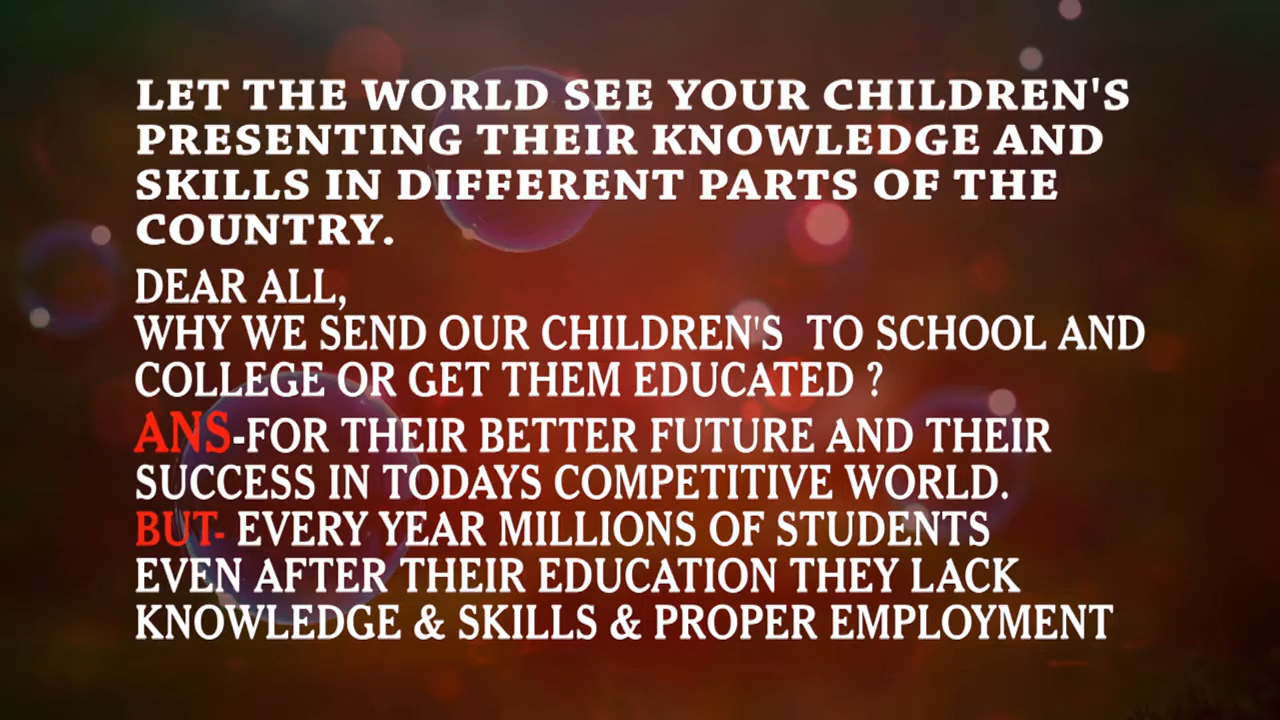 LET THE WORLD SEE YOUR CHILDREN'S
PRESENTING THEIR KNOWLEDGE AND
SKILLS IN DIFFERENT PARTS OF THE
COUNTRY.
DEAR ALL,
WHY WE SEND OUR CHILDREN'S  TO SCHOOL AND
COLLEGE OR GET THEM EDUCATED ?
ANS-FOR THEIR BETTER FUTURE AND THEIR
SUCCESS IN TODAYS COMPETITIVE WORLD.
BUT- EVERY YEAR MILLIONS OF STUDENTS
EVEN AFTER THEIR EDUCATION THEY LACK
KNOWLEDGE & SKILLS & PROPER EMPLOYMENT